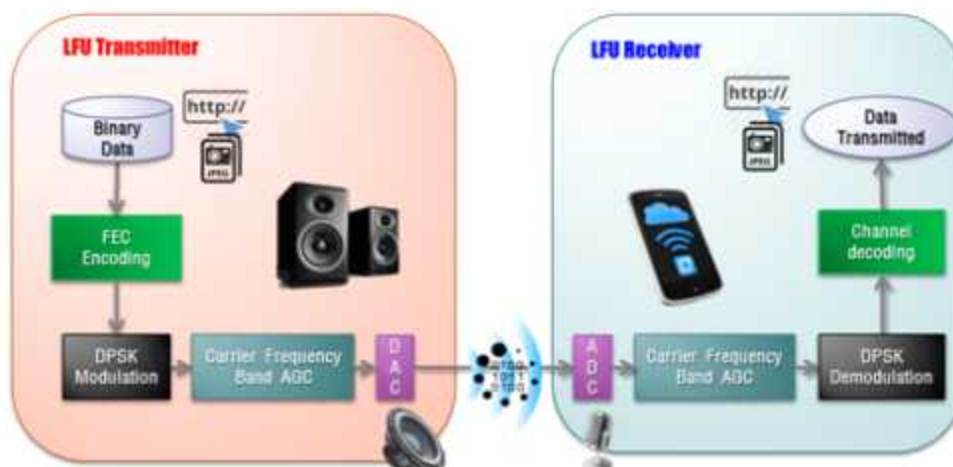 LFU Transmitter
http://
Binary
Data
JPEG
FEC
Encoding
DPSK
Modulation
Carrier Frequency
Band AGC
D
A
C
LFU Receiver
http://
JPEG
Data
Transmitted
Channel
decoding
A
D
C
Carrier Frequency
Band AGC
DPSK
Demodulation